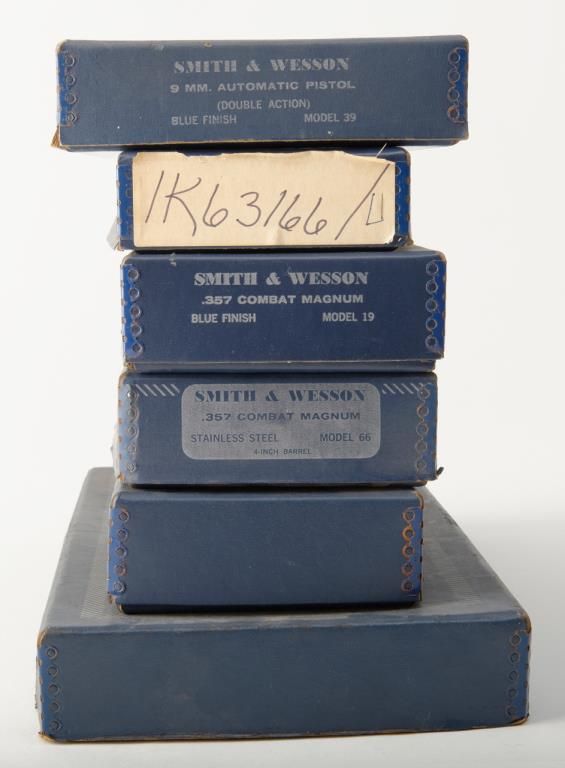 SMITH & WESSON
9 MM. AUTOMATIC PISTOL
(DOUBLE ACTION)
BLUE FINISH MODEL 39
1K63166/U
SMITH & WESSON
.357 COMBAT MAGNUM
BLUE FINISH MODEL 19
SMITH & WESSON
.357 COMBAT MAGNUM
STAINLESS STEEL MODEL 66
4-INCH BARREL